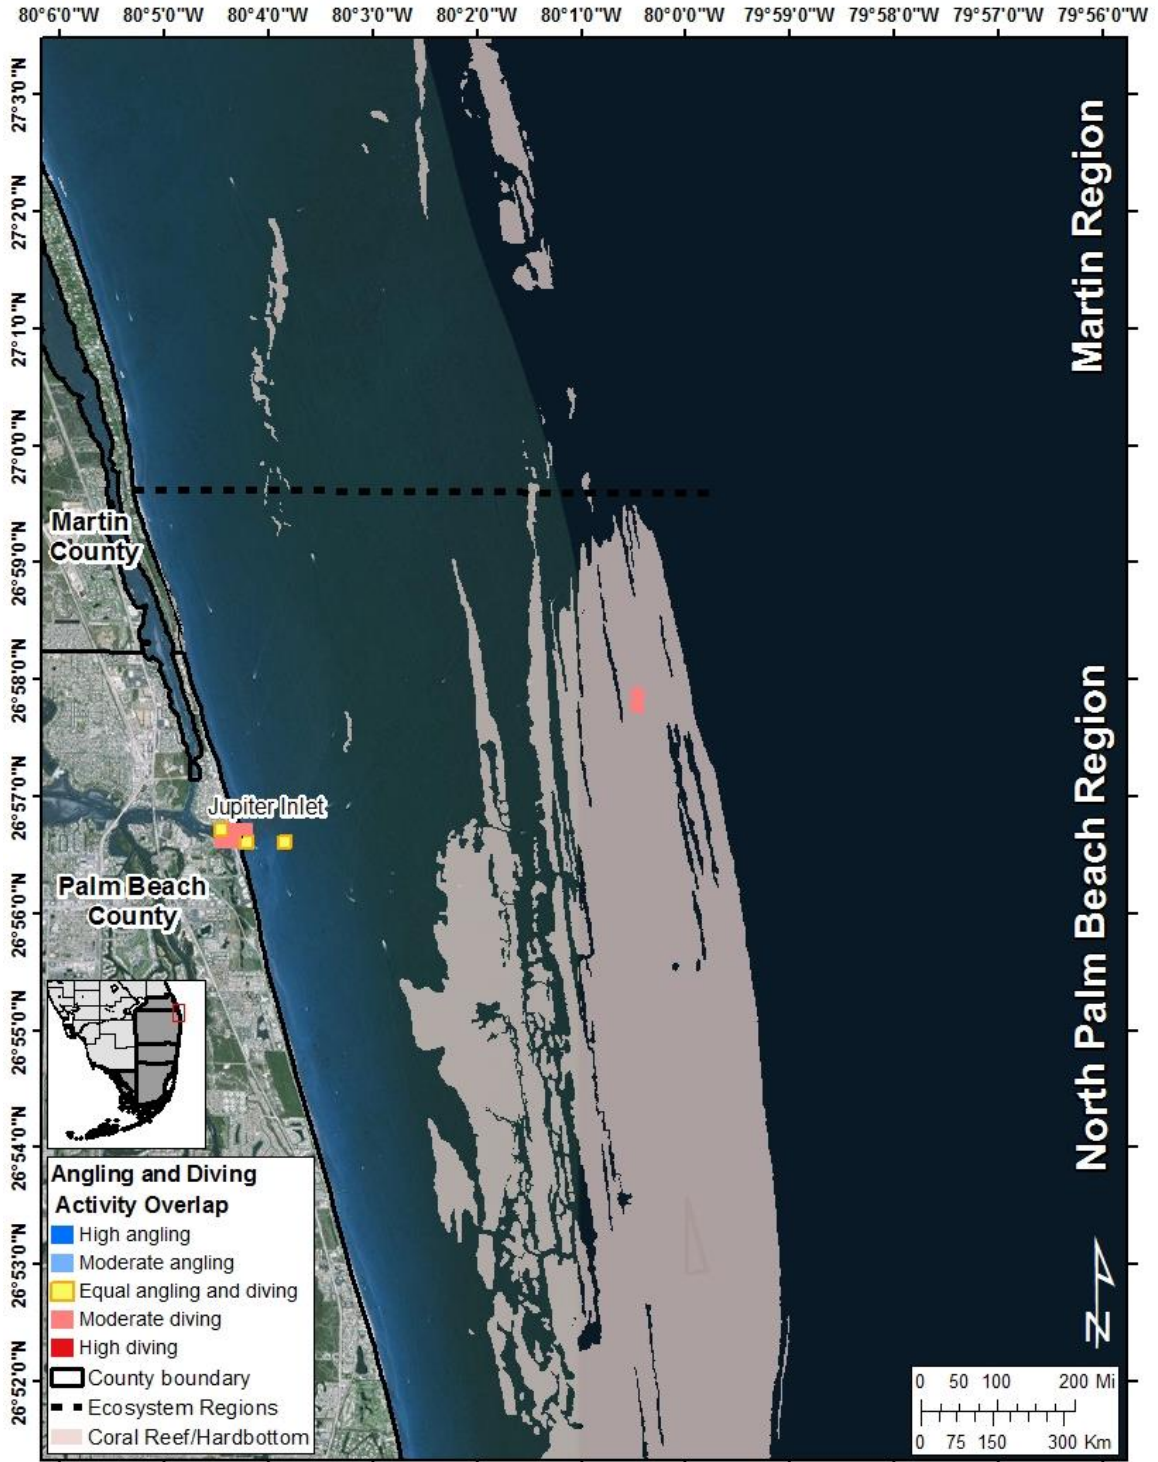 80°6'0"W 80°5'0"W 80°4'0"W 80°3'0"W 80°2'0"W 80°1'0"W 80°0'0"W 79°59'0"W 79°58'0"W 79°57'0"W 79°56'0"W
27°3'0"N
27°2'0"N
27°1'0"N
27°0'0"N
26°59'0"N
26°58'0"N
26°57'0"N
26°56'0"N
26°55'0"N
26°54'0"N
26°53'0"N
26°52'0"N
Martin Region
North Palm Beach Region
Martin
County
Jupiter Inlet
Palm Beach
County
Angling and Diving
Activity Overlap
High angling
Moderate angling
Equal angling and diving
Moderate diving
High diving
County boundary
Ecosystem Regions
Coral Reef/Hardbottom
N
0 50 100 200 Mi
0 75 150 300 Km